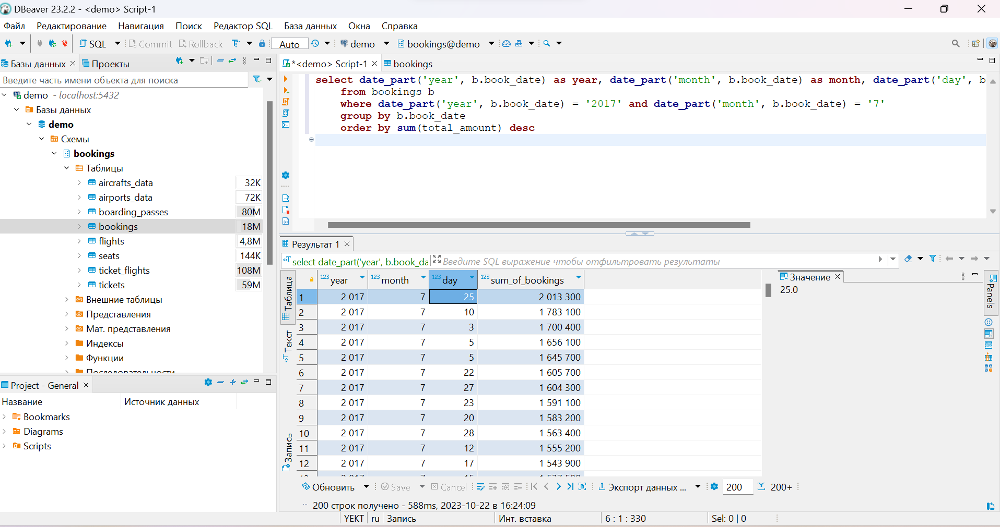 DBeaver 23.2.2 - <demo> Script-1
Файл Редактирование Навигация Поиск Редактор SQL База данных Окна Справка
SQL Commit Rollback Auto demo bookings@demo
Базы данных Проекты
Введите часть имени объекта для поиска
demo - localhost:5432
Базы данных
demo
Схемы
bookings
Таблицы
aircrafts_data 32K
airports_data 72K
boarding_passes 80M
bookings 18M
flights 4,8M
seats 144K
ticket_flights 108M
tickets 59M
Внешние таблицы
Представления
Мат. представления
Индексы
Функции
Последовательности
Project - General
Название Источник данных
Bookmarks
Diagrams
Scripts
*<demo> Script-1 bookings
select date_part('year', b.book_date) as year, date_part('month', b.book_date) as month, date_part('day', b
from bookings b
where date_part('year', b.book_date) = '2017' and date_part('month', b.book_date) = '7'
group by b.book_date
order by sum(total_amount) desc
Результат 1
select date_part('year', b.book_da Введите SQL выражение чтобы отфильтровать результаты
Таблица
Текст
Запись
123 year 123 month 123 day 123 sum_of_bookings
1 2 017 7 25 2 013 300
2 2 017 7 10 1 783 100
3 2 017 7 3 1 700 400
4 2 017 7 5 1 656 100
5 2 017 7 5 1 645 700
6 2 017 7 22 1 605 700
7 2 017 7 27 1 604 300
8 2 017 7 23 1 591 100
9 2 017 7 20 1 583 200
10 2 017 7 28 1 563 400
11 2 017 7 12 1 555 200
12 2 017 7 17 1 543 900
Значение
25.0
Panels
Обновить Save Cancel Экспорт данных ... 200 200+
200 строк получено - 588ms, 2023-10-22 в 16:24:09
YEKT ru Запись Инт. вставка 6 : 1 : 330 Sel: 0 | 0